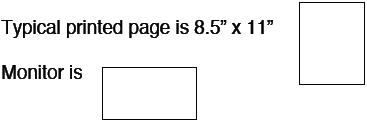 Typical printed page is 8.5” x 11”
Monitor is